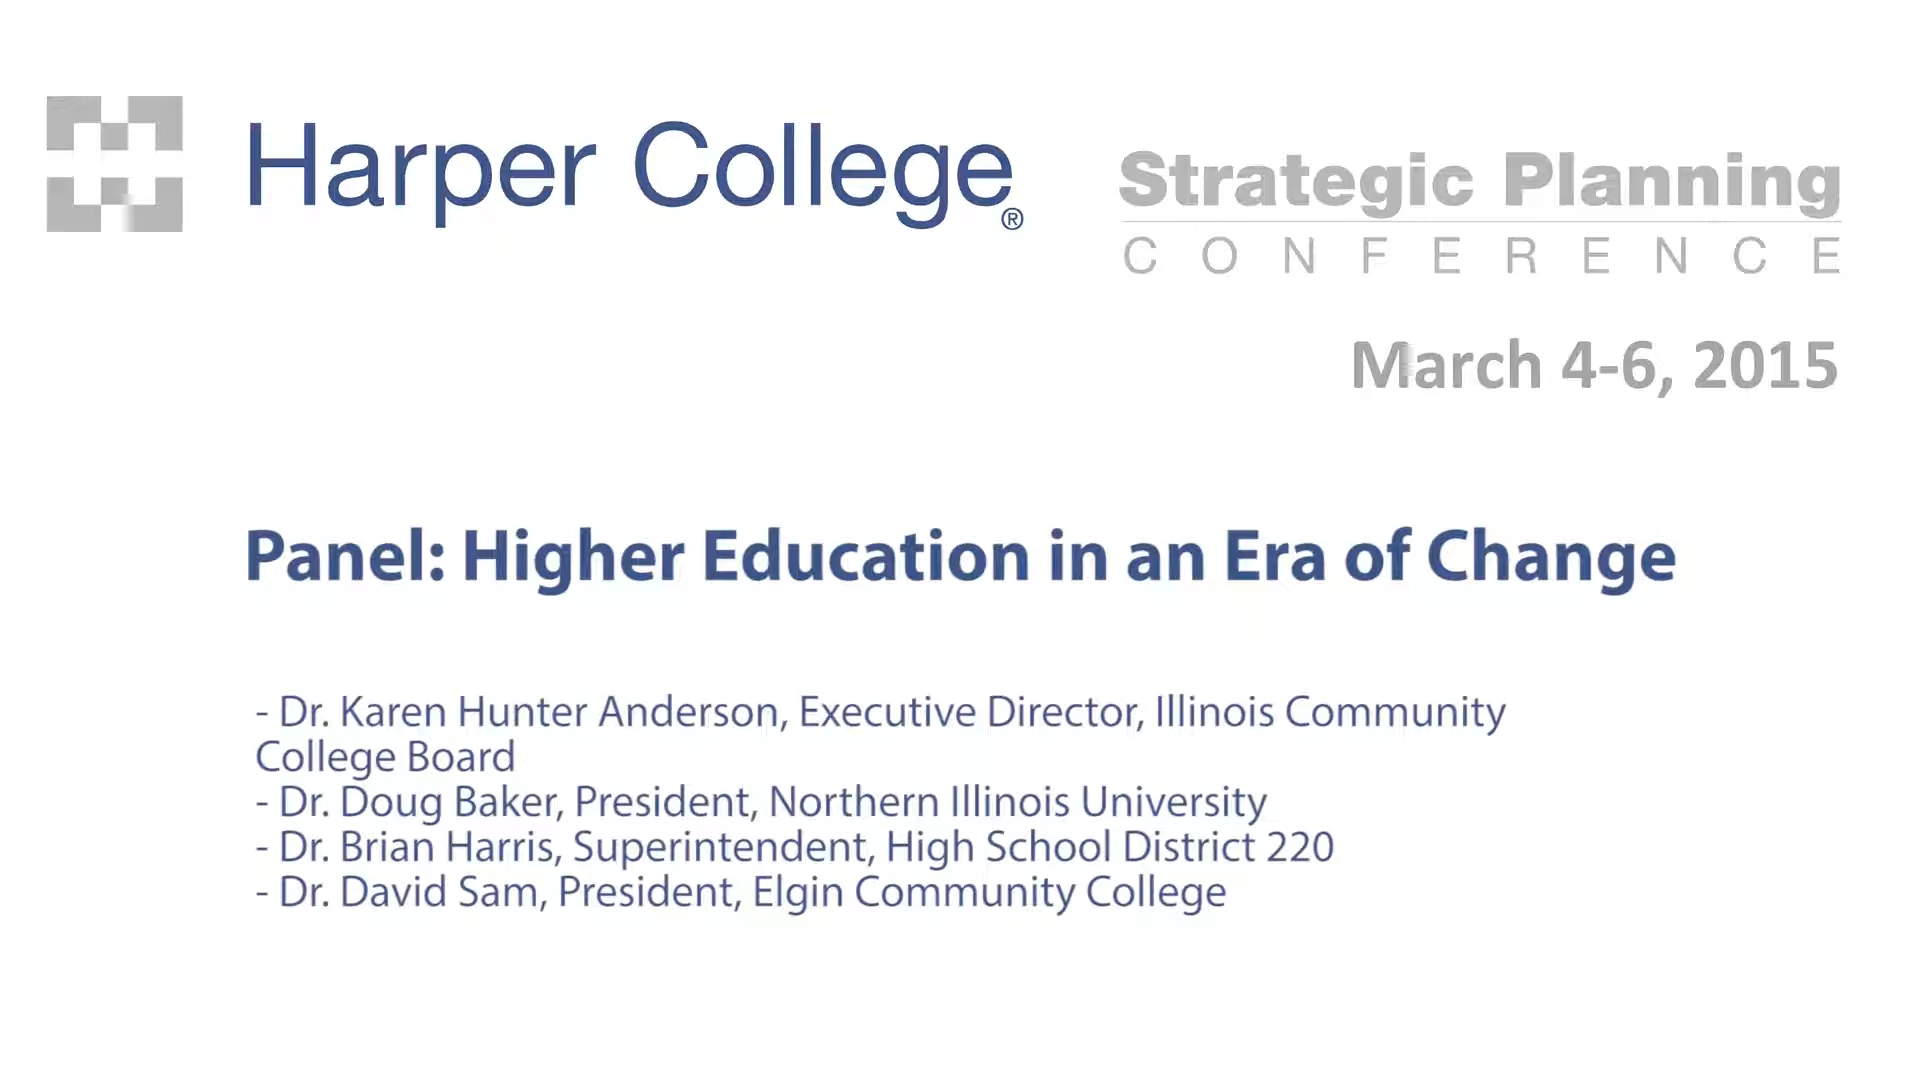 Harper College®
Strategic Planning
CONFERENCE
March 4-6, 2015
Panel: Higher Education in an Era of Change
- Dr. Karen Hunter Anderson, Executive Director, Illinois Community
College Board
- Dr. Doug Baker, President, Northern Illinois University
- Dr. Brian Harris, Superintendent, High School District 220
- Dr. David Sam, President, Elgin Community College